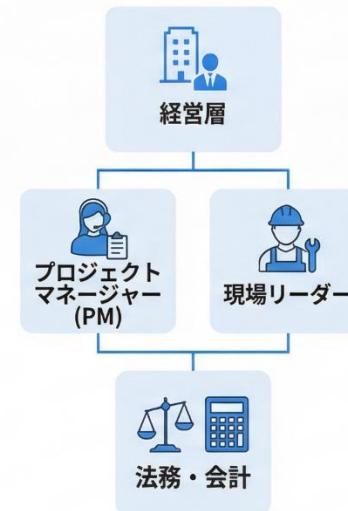 経営層
プロジェクト
マネージャー
(PM)
現場リーダー
法務・会計